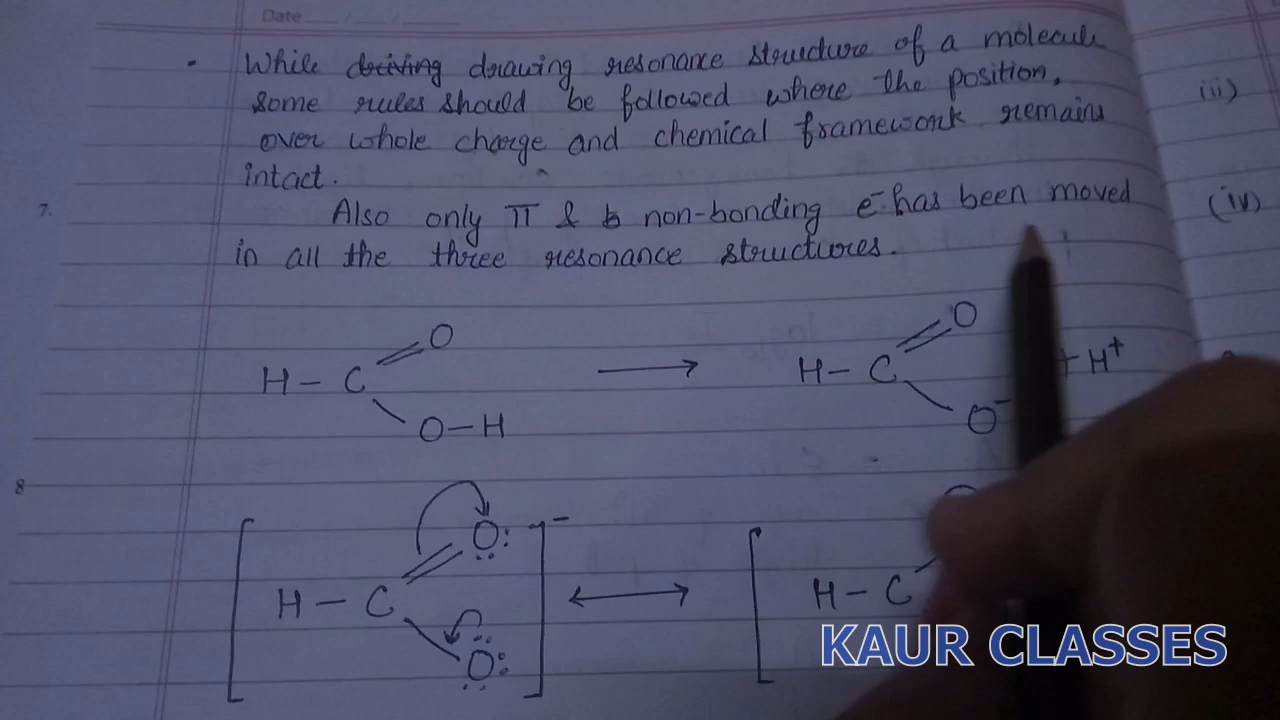 Date
While deriving drawing resonance structure of a molecule
some rules should be followed where the position,
over whole charge and chemical framework remains
intact.
iii)
7.
Also only π & b non-bonding e⁻ has been moved
in all the three resonance structures.
(iv)
H – C = O
O – H
→
H – C = O
O⁻
+ H⁺
8
[ H – C = O:
O: ]⁻
↔
[ H – C
KAUR CLASSES